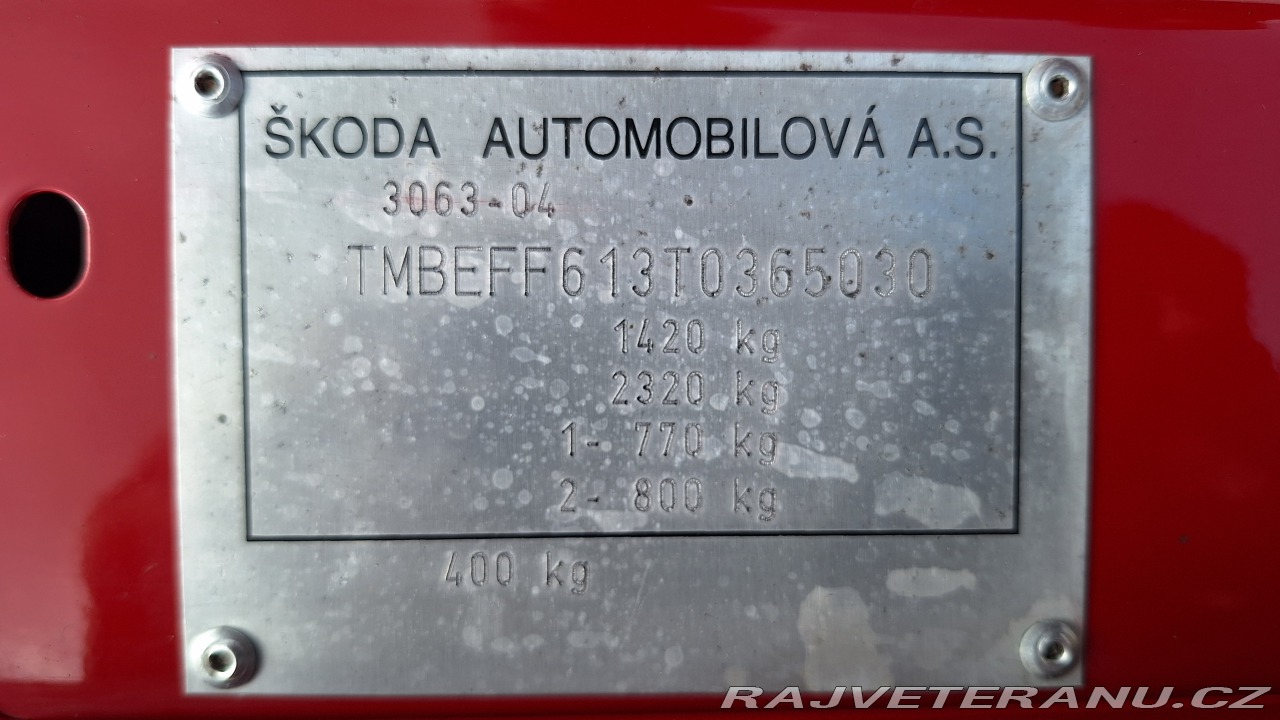 ŠKODA AUTOMOBILOVÁ A.S.
3063-04
TMBEFF613T0365030
1420 kg
2320 kg
1- 770 kg
2- 800 kg
400 kg
RAJVETERANU.CZ